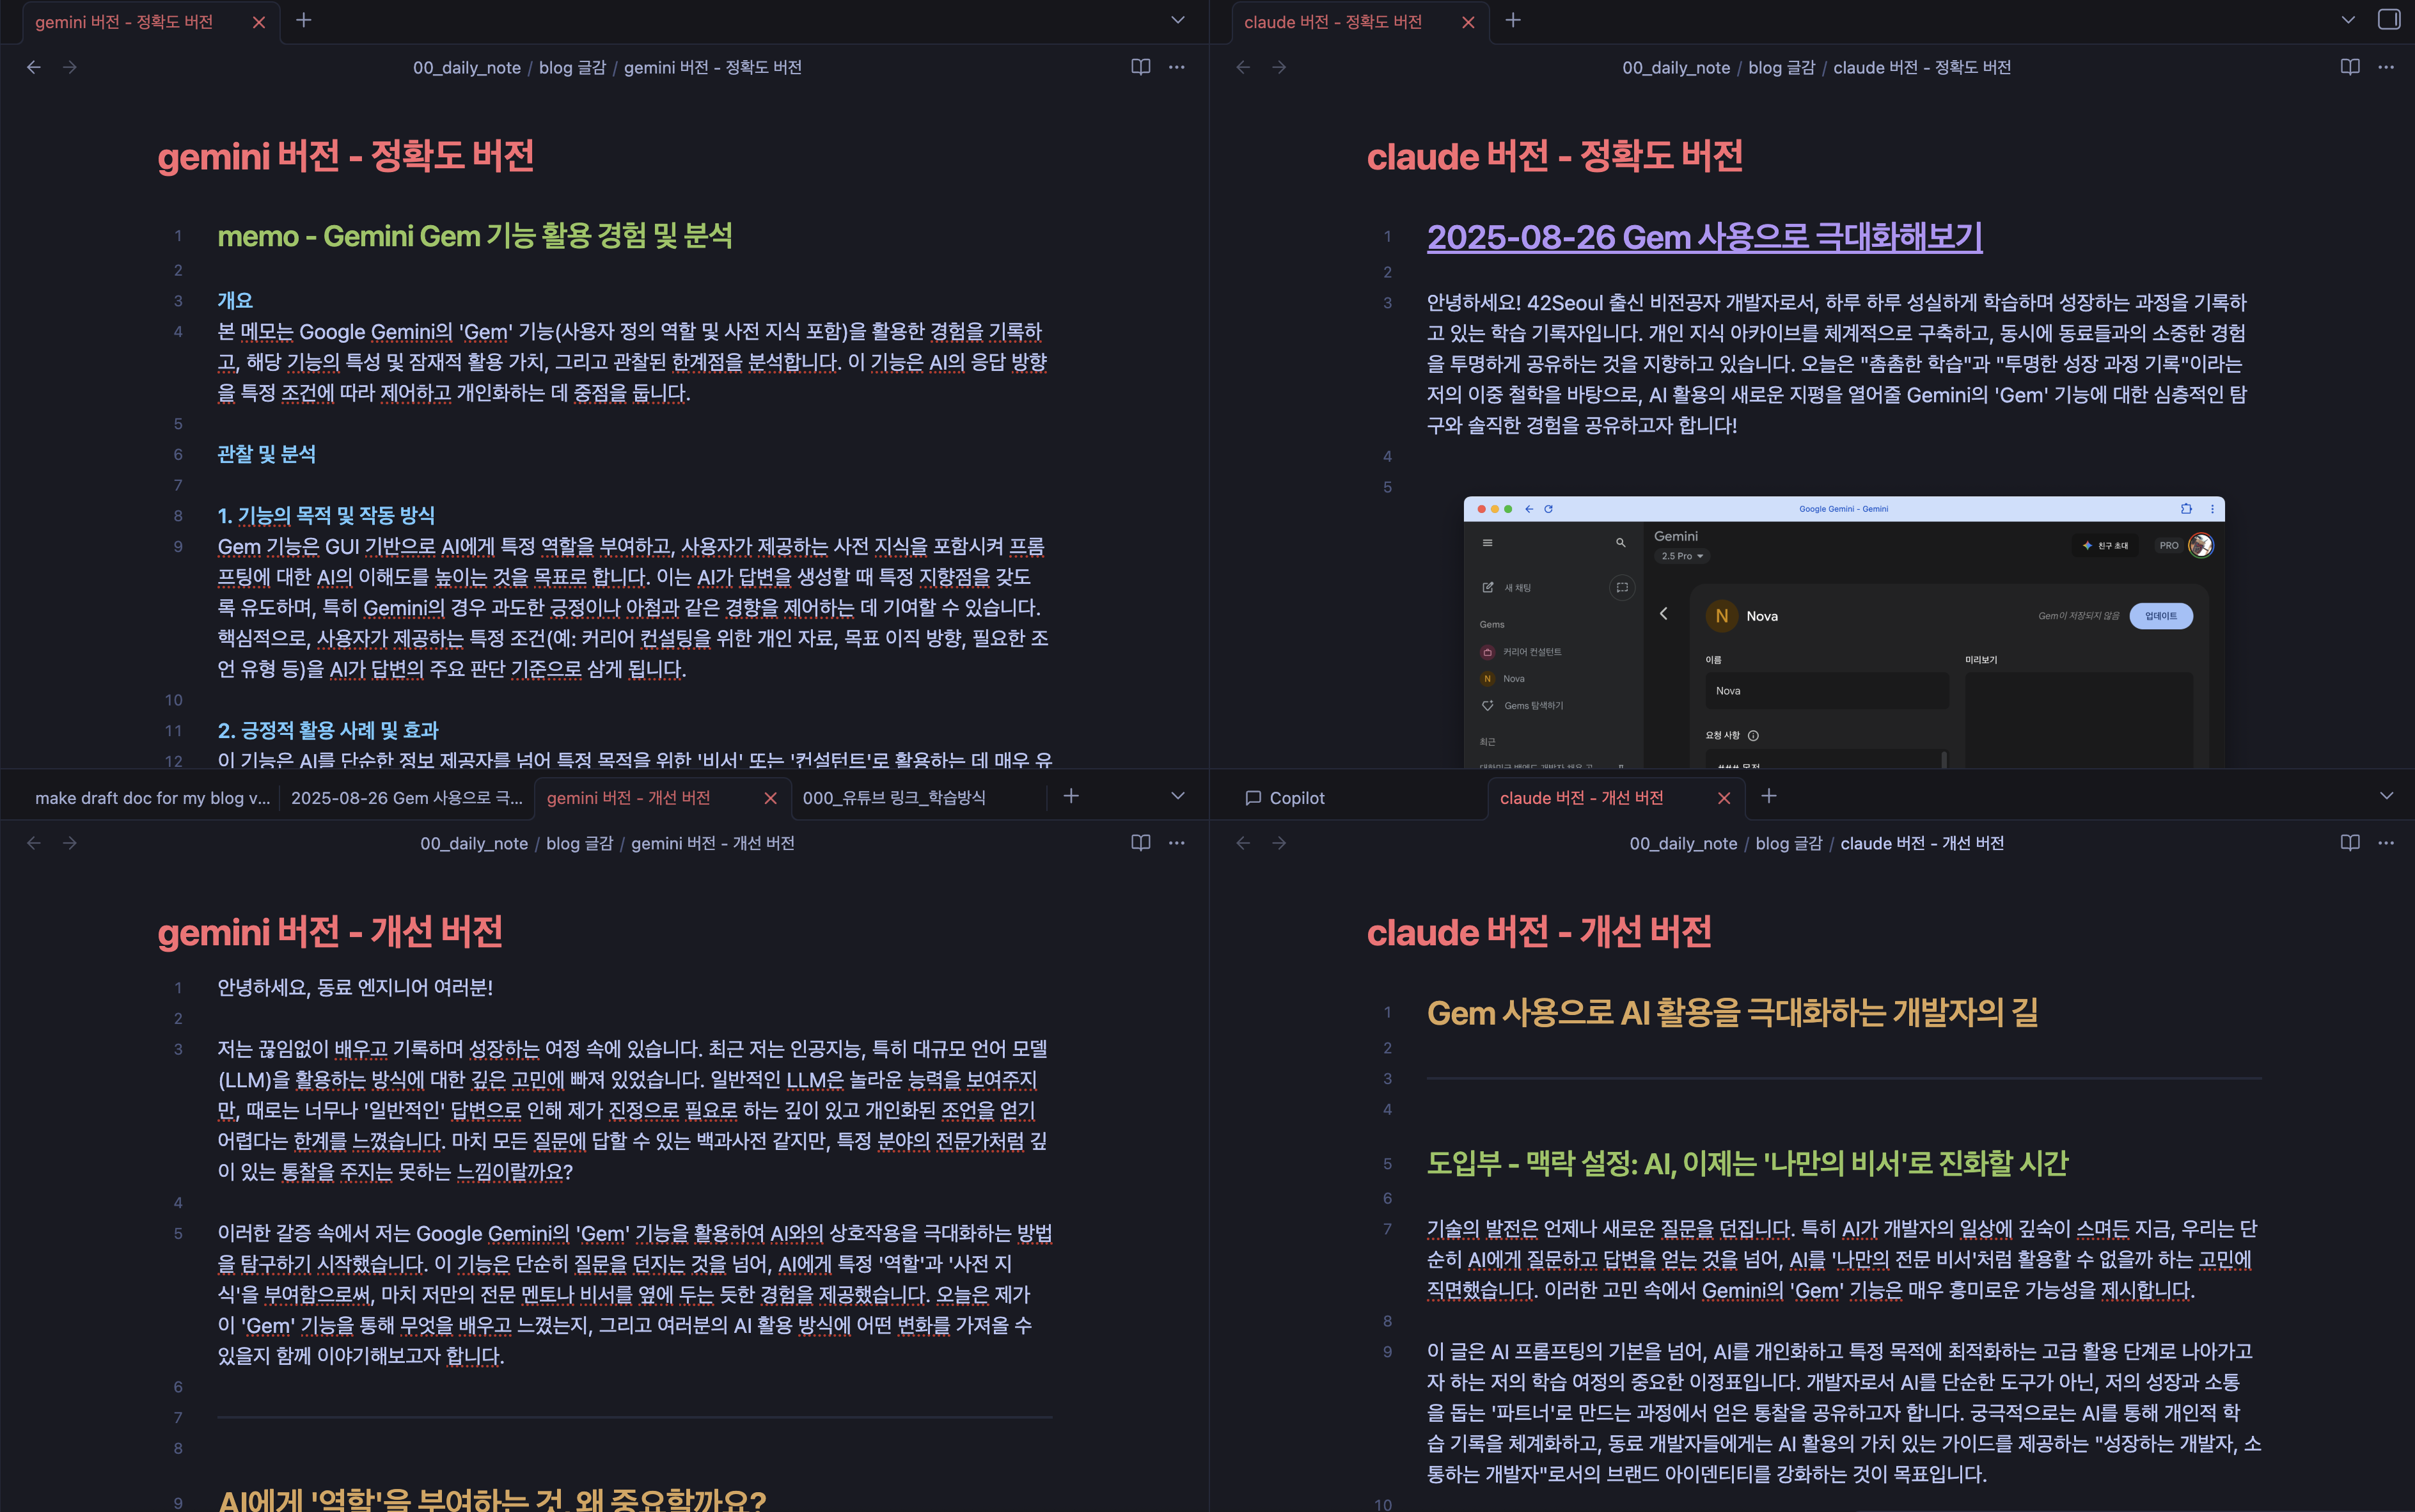 gemini 버전 - 정확도 버전
00_daily_note / blog 글감 / gemini 버전 - 정확도 버전
gemini 버전 - 정확도 버전
1 memo - Gemini Gem 기능 활용 경험 및 분석
2
3 개요
4 본 메모는 Google Gemini의 'Gem' 기능(사용자 정의 역할 및 사전 지식 포함)을 활용한 경험을 기록하
고, 해당 기능의 특성 및 잠재적 활용 가치, 그리고 관찰된 한계점을 분석합니다. 이 기능은 AI의 응답 방향
을 특정 조건에 따라 제어하고 개인화하는 데 중점을 둡니다.
5
6 관찰 및 분석
7
8 1. 기능의 목적 및 작동 방식
9 Gem 기능은 GUI 기반으로 AI에게 특정 역할을 부여하고, 사용자가 제공하는 사전 지식을 포함시켜 프롬
프팅에 대한 AI의 이해도를 높이는 것을 목표로 합니다. 이는 AI가 답변을 생성할 때 특정 지향점을 갖도
록 유도하며, 특히 Gemini의 경우 과도한 긍정이나 아첨과 같은 경향을 제어하는 데 기여할 수 있습니다.
핵심적으로, 사용자가 제공하는 특정 조건(예: 커리어 컨설팅을 위한 개인 자료, 목표 이직 방향, 필요한 조
언 유형 등)을 AI가 답변의 주요 판단 기준으로 삼게 됩니다.
10
11 2. 긍정적 활용 사례 및 효과
12 이 기능은 AI를 단순한 정보 제공자를 넘어 특정 목적을 위한 '비서' 또는 '컨설턴트'로 활용하는 데 매우 유
claude 버전 - 정확도 버전
00_daily_note / blog 글감 / claude 버전 - 정확도 버전
claude 버전 - 정확도 버전
1 2025-08-26 Gem 사용으로 극대화해보기
2
3 안녕하세요! 42Seoul 출신 비전공자 개발자로서, 하루 하루 성실하게 학습하며 성장하는 과정을 기록하
고 있는 학습 기록자입니다. 개인 지식 아카이브를 체계적으로 구축하고, 동시에 동료들과의 소중한 경험
을 투명하게 공유하는 것을 지향하고 있습니다. 오늘은 "촘촘한 학습"과 "투명한 성장 과정 기록"이라는
저의 이중 철학을 바탕으로, AI 활용의 새로운 지평을 열어줄 Gemini의 'Gem' 기능에 대한 심층적인 탐
구와 솔직한 경험을 공유하고자 합니다!
4
5
Google Gemini - Gemini
Gemini
2.5 Pro
친구 초대
PRO
새 채팅
Gems
커리어 컨설턴트
N Nova
Gems 탐색하기
최근
N Nova
Gem이 저장되지 않음
업데이트
이름
미리보기
Nova
요청 사항
make draft doc for my blog v...
2025-08-26 Gem 사용으로 극...
gemini 버전 - 개선 버전
000_유튜브 링크_학습방식
00_daily_note / blog 글감 / gemini 버전 - 개선 버전
gemini 버전 - 개선 버전
1 안녕하세요, 동료 엔지니어 여러분!
2
3 저는 끊임없이 배우고 기록하며 성장하는 여정 속에 있습니다. 최근 저는 인공지능, 특히 대규모 언어 모델
(LLM)을 활용하는 방식에 대한 깊은 고민에 빠져 있었습니다. 일반적인 LLM은 놀라운 능력을 보여주지
만, 때로는 너무나 '일반적인' 답변으로 인해 제가 진정으로 필요로 하는 깊이 있고 개인화된 조언을 얻기
어렵다는 한계를 느꼈습니다. 마치 모든 질문에 답할 수 있는 백과사전 같지만, 특정 분야의 전문가처럼 깊
이 있는 통찰을 주지는 못하는 느낌이랄까요?
4
5 이러한 갈증 속에서 저는 Google Gemini의 'Gem' 기능을 활용하여 AI와의 상호작용을 극대화하는 방법
을 탐구하기 시작했습니다. 이 기능은 단순히 질문을 던지는 것을 넘어, AI에게 특정 '역할'과 '사전 지
식'을 부여함으로써, 마치 저만의 전문 멘토나 비서를 옆에 두는 듯한 경험을 제공했습니다. 오늘은 제가
이 'Gem' 기능을 통해 무엇을 배우고 느꼈는지, 그리고 여러분의 AI 활용 방식에 어떤 변화를 가져올 수
있을지 함께 이야기해보고자 합니다.
6
7
8
9 AI에게 '역할'을 부여하는 것, 왜 중요할까요?
Copilot
claude 버전 - 개선 버전
00_daily_note / blog 글감 / claude 버전 - 개선 버전
claude 버전 - 개선 버전
1 Gem 사용으로 AI 활용을 극대화하는 개발자의 길
2
3
4
5 도입부 - 맥락 설정: AI, 이제는 '나만의 비서'로 진화할 시간
6
7 기술의 발전은 언제나 새로운 질문을 던집니다. 특히 AI가 개발자의 일상에 깊숙이 스며든 지금, 우리는 단
순히 AI에게 질문하고 답변을 얻는 것을 넘어, AI를 '나만의 전문 비서'처럼 활용할 수 없을까 하는 고민에
직면했습니다. 이러한 고민 속에서 Gemini의 'Gem' 기능은 매우 흥미로운 가능성을 제시합니다.
8
9 이 글은 AI 프롬프팅의 기본을 넘어, AI를 개인화하고 특정 목적에 최적화하는 고급 활용 단계로 나아가고
자 하는 저의 학습 여정의 중요한 이정표입니다. 개발자로서 AI를 단순한 도구가 아닌, 저의 성장과 소통
을 돕는 '파트너'로 만드는 과정에서 얻은 통찰을 공유하고자 합니다. 궁극적으로는 AI를 통해 개인적 학
습 기록을 체계화하고, 동료 개발자들에게는 AI 활용의 가치 있는 가이드를 제공하는 "성장하는 개발자, 소
통하는 개발자"로서의 브랜드 아이덴티티를 강화하는 것이 목표입니다.
10